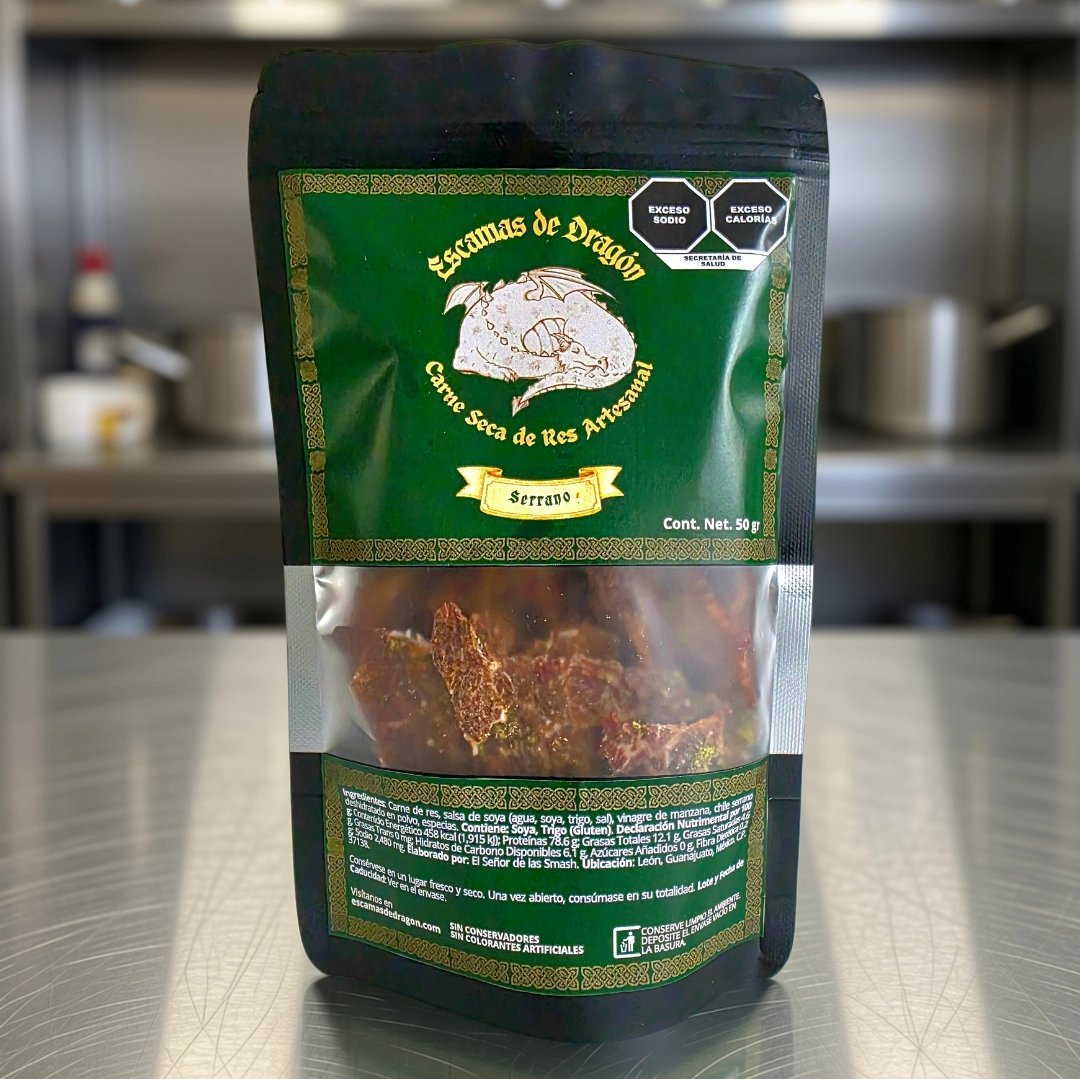 EXCESO
SODIO
EXCESO
CALORÍAS
SECRETARÍA DE
SALUD
Escamas de Dragón
Carne Seca de Res Artesanal
Serrano
Cont. Net. 50 gr
Ingredientes: Carne de res, salsa de soya (agua, soya, trigo, sal), vinagre de manzana, chile serrano
deshidratado en polvo, especias. Contiene: Soya, Trigo (Gluten). Declaración Nutrimental por 100
g: Contenido Energético 458 kcal (1,915 kJ); Proteínas 78.6 g; Grasas Totales 12.1 g, Grasas Saturadas 4.6
g, Grasas Trans 0 mg; Hidratos de Carbono Disponibles 6.1 g, Azúcares Añadidos 0 g, Fibra Dietética 0.2
g; Sodio 2,480 mg. Elaborado por: El Señor de las Smash. Ubicación: León, Guanajuato, México. C.P.
37138.
Consérvese en un lugar fresco y seco. Una vez abierto, consúmase en su totalidad. Lote y Fecha de
Caducidad: Ver en el envase.
Visítanos en
escamasdedragon.com
SIN CONSERVADORES
SIN COLORANTES ARTIFICIALES
CONSERVE LIMPIO EL AMBIENTE.
DEPOSITE EL ENVASE VACÍO EN
LA BASURA.